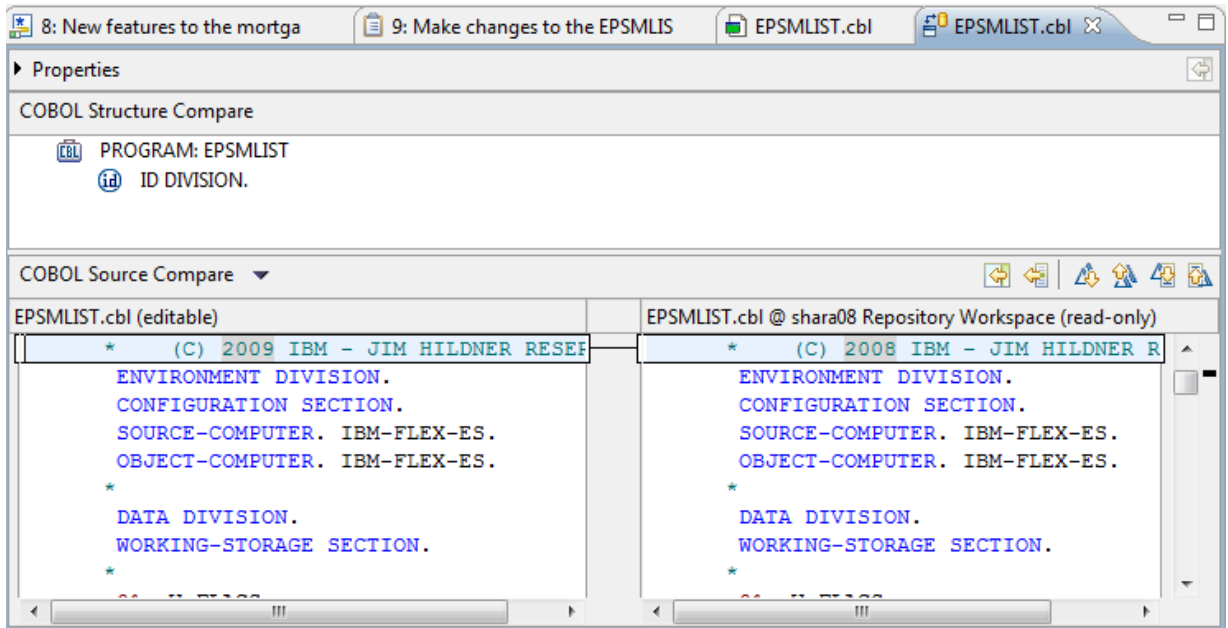 8: New features to the mortga
9: Make changes to the EPSMLIS
EPSMLIST.cbl
EPSMLIST.cbl
Properties
COBOL Structure Compare
CBL PROGRAM: EPSMLIST
id ID DIVISION.
COBOL Source Compare
EPSMLIST.cbl (editable)
* (C) 2009 IBM - JIM HILDNER RESER
ENVIRONMENT DIVISION.
CONFIGURATION SECTION.
SOURCE-COMPUTER. IBM-FLEX-ES.
OBJECT-COMPUTER. IBM-FLEX-ES.
*
DATA DIVISION.
WORKING-STORAGE SECTION.
*
EPSMLIST.cbl @ shara08 Repository Workspace (read-only)
* (C) 2008 IBM - JIM HILDNER R
ENVIRONMENT DIVISION.
CONFIGURATION SECTION.
SOURCE-COMPUTER. IBM-FLEX-ES.
OBJECT-COMPUTER. IBM-FLEX-ES.
*
DATA DIVISION.
WORKING-STORAGE SECTION.
*